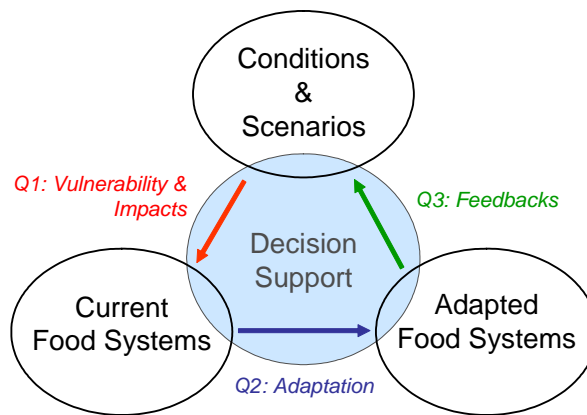 Conditions
&
Scenarios
Q1: Vulnerability &
Impacts
Q3: Feedbacks
Decision
Support
Current
Food Systems
Adapted
Food Systems
Q2: Adaptation